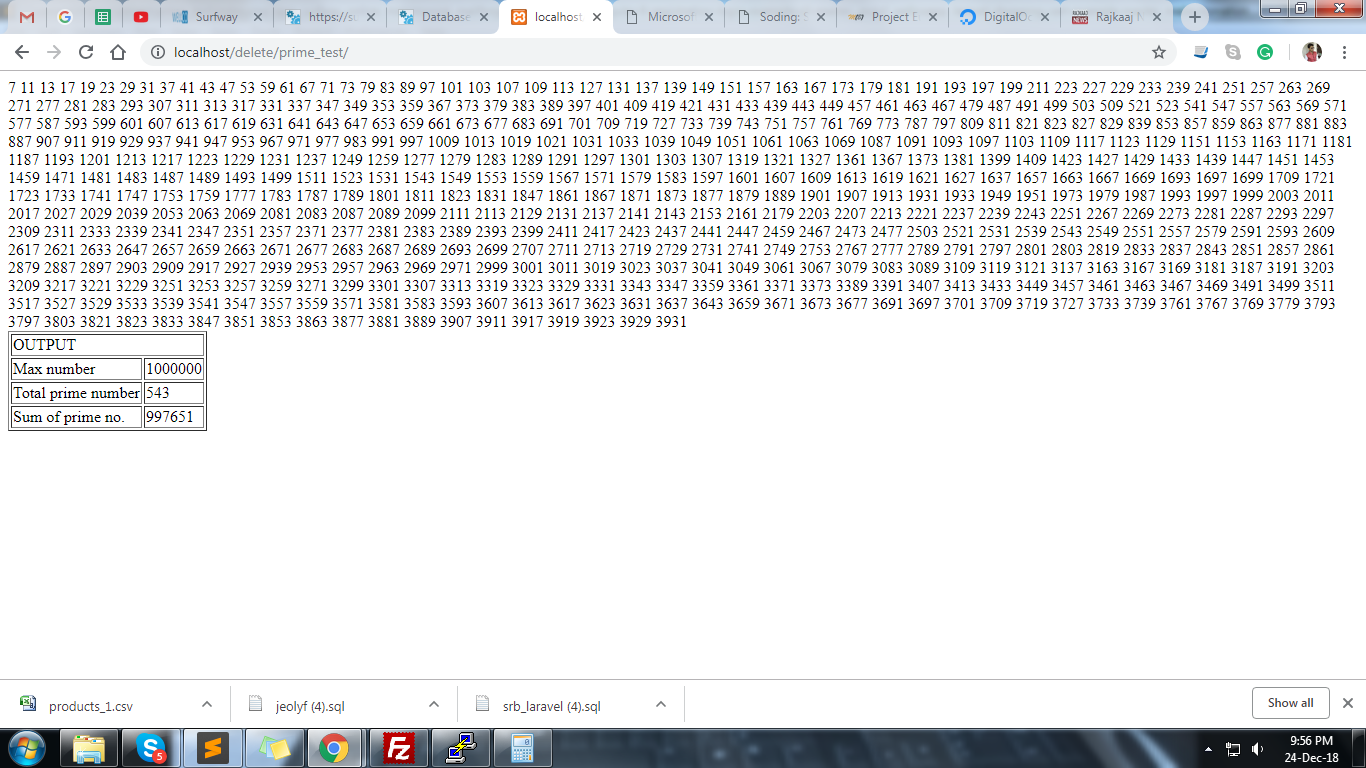 Surfway
https://su
Database
localhost
Microsof
Soding:
Project E
DigitalOc
Rajkaaj N
localhost/delete/prime_test/
7 11 13 17 19 23 29 31 37 41 43 47 53 59 61 67 71 73 79 83 89 97 101 103 107 109 113 127 131 137 139 149 151 157 163 167 173 179 181 191 193 197 199 211 223 227 229 233 239 241 251 257 263 269
271 277 281 283 293 307 311 313 317 331 337 347 349 353 359 367 373 379 383 389 397 401 409 419 421 431 433 439 443 449 457 461 463 467 479 487 491 499 503 509 521 523 541 547 557 563 569 571
577 587 593 599 601 607 613 617 619 631 641 643 647 653 659 661 673 677 683 691 701 709 719 727 733 739 743 751 757 761 769 773 787 797 809 811 821 823 827 829 839 853 857 859 863 877 881 883
887 907 911 919 929 937 941 947 953 967 971 977 983 991 997 1009 1013 1019 1021 1031 1033 1039 1049 1051 1061 1063 1069 1087 1091 1093 1097 1103 1109 1117 1123 1129 1151 1153 1163 1171 1181
1187 1193 1201 1213 1217 1223 1229 1231 1237 1249 1259 1277 1279 1283 1289 1291 1297 1301 1303 1307 1319 1321 1327 1361 1367 1373 1381 1399 1409 1423 1427 1429 1433 1439 1447 1451 1453
1459 1471 1481 1483 1487 1489 1493 1499 1511 1523 1531 1543 1549 1553 1559 1567 1571 1579 1583 1597 1601 1607 1609 1613 1619 1621 1627 1637 1657 1663 1667 1669 1693 1697 1699 1709 1721
1723 1733 1741 1747 1753 1759 1777 1783 1787 1789 1801 1811 1823 1831 1847 1861 1867 1871 1873 1877 1879 1889 1901 1907 1913 1931 1933 1949 1951 1973 1979 1987 1993 1997 1999 2003 2011
2017 2027 2029 2039 2053 2063 2069 2081 2083 2087 2089 2099 2111 2113 2129 2131 2137 2141 2143 2153 2161 2179 2203 2207 2213 2221 2237 2239 2243 2251 2267 2269 2273 2281 2287 2293 2297
2309 2311 2333 2339 2341 2347 2351 2357 2371 2377 2381 2383 2389 2393 2399 2411 2417 2423 2437 2441 2447 2459 2467 2473 2477 2503 2521 2531 2539 2543 2549 2551 2557 2579 2591 2593 2609
2617 2621 2633 2647 2657 2659 2663 2671 2677 2683 2687 2689 2693 2699 2707 2711 2713 2719 2729 2731 2741 2749 2753 2767 2777 2789 2791 2797 2801 2803 2819 2833 2837 2843 2851 2857 2861
2879 2887 2897 2903 2909 2917 2927 2939 2953 2957 2963 2969 2971 2999 3001 3011 3019 3023 3037 3041 3049 3061 3067 3079 3083 3089 3109 3119 3121 3137 3163 3167 3169 3181 3187 3191 3203
3209 3217 3221 3229 3251 3253 3257 3259 3271 3299 3301 3307 3313 3319 3323 3329 3331 3343 3347 3359 3361 3371 3373 3389 3391 3407 3413 3433 3449 3457 3461 3463 3467 3469 3491 3499 3511
3517 3527 3529 3533 3539 3541 3547 3557 3559 3571 3581 3583 3593 3607 3613 3617 3623 3631 3637 3643 3659 3671 3673 3677 3691 3697 3701 3709 3719 3727 3733 3739 3761 3767 3769 3779 3793
3797 3803 3821 3823 3833 3847 3851 3853 3863 3877 3881 3889 3907 3911 3917 3919 3923 3929 3931
OUTPUT
Max number 1000000
Total prime number 543
Sum of prime no. 997651
products_1.csv
jeolyf (4).sql
srb_laravel (4).sql
Show all
9:56 PM
24-Dec-18